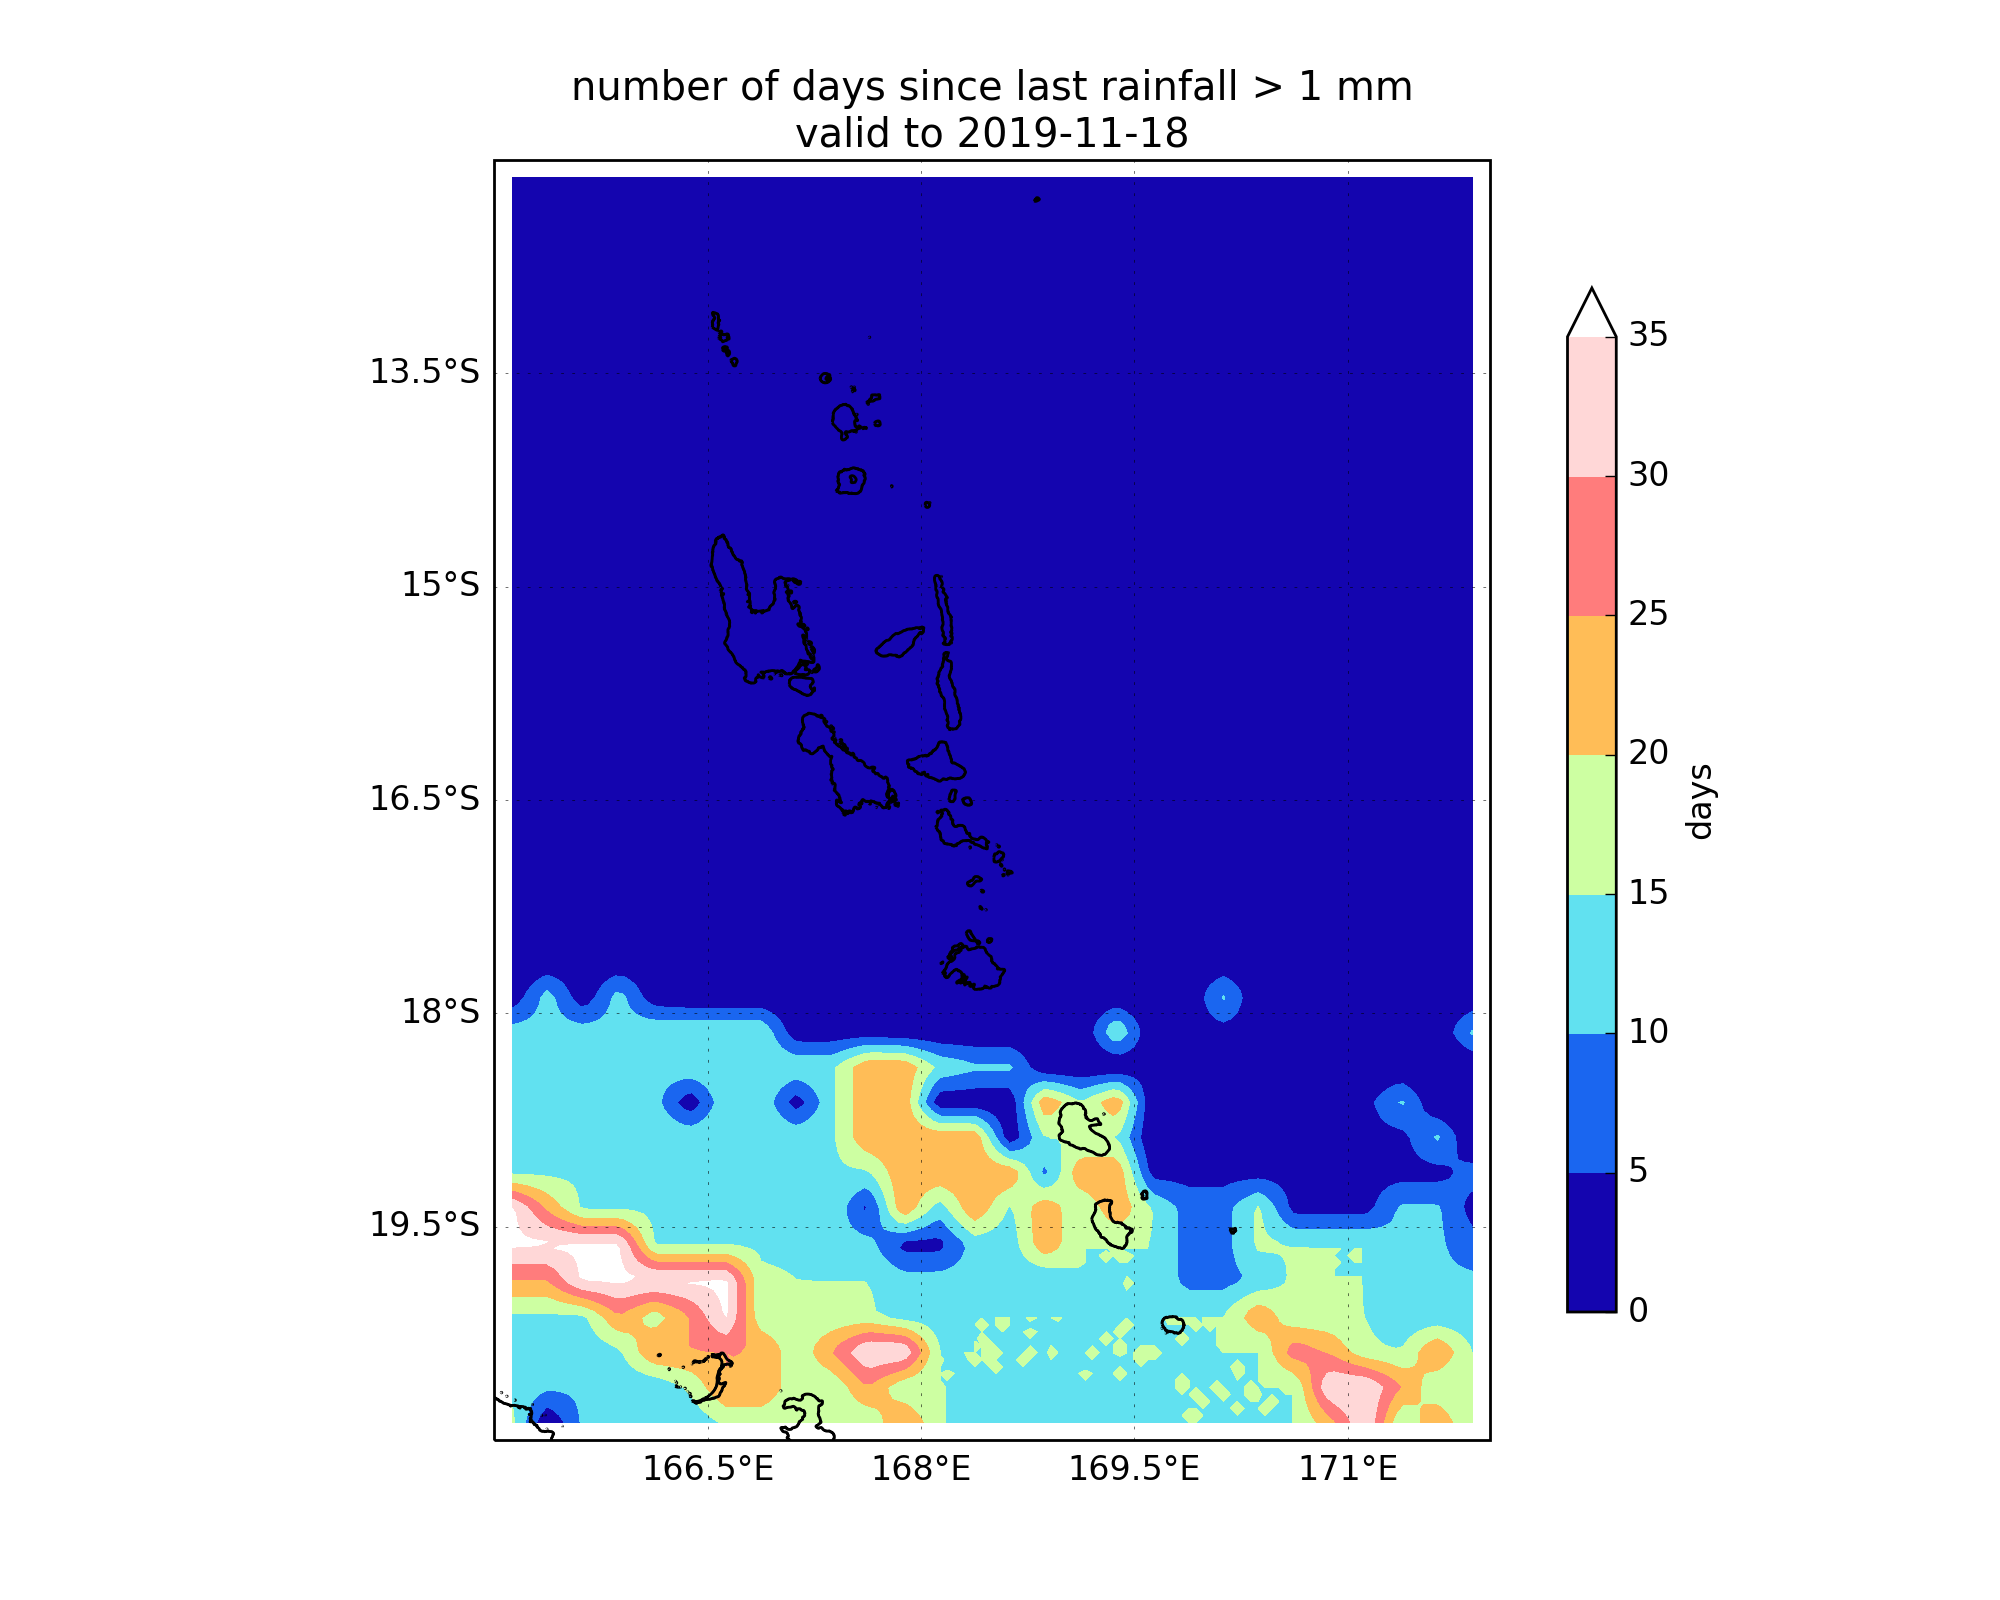 number of days since last rainfall > 1 mm
valid to 2019-11-18
13.5°S
15°S
16.5°S
18°S
19.5°S
166.5°E
168°E
169.5°E
171°E
35
30
25
20
15
10
5
0
days